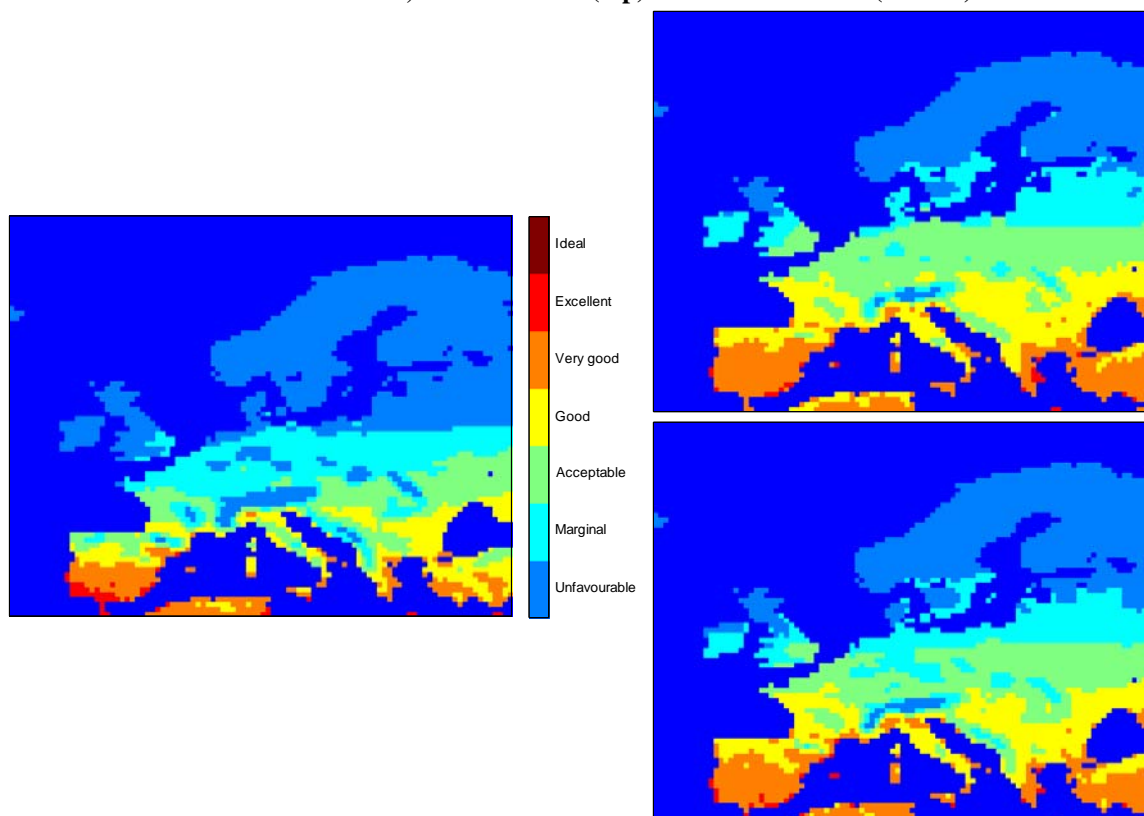 Ideal
Excellent
Very good
Good
Acceptable
Marginal
Unfavourable